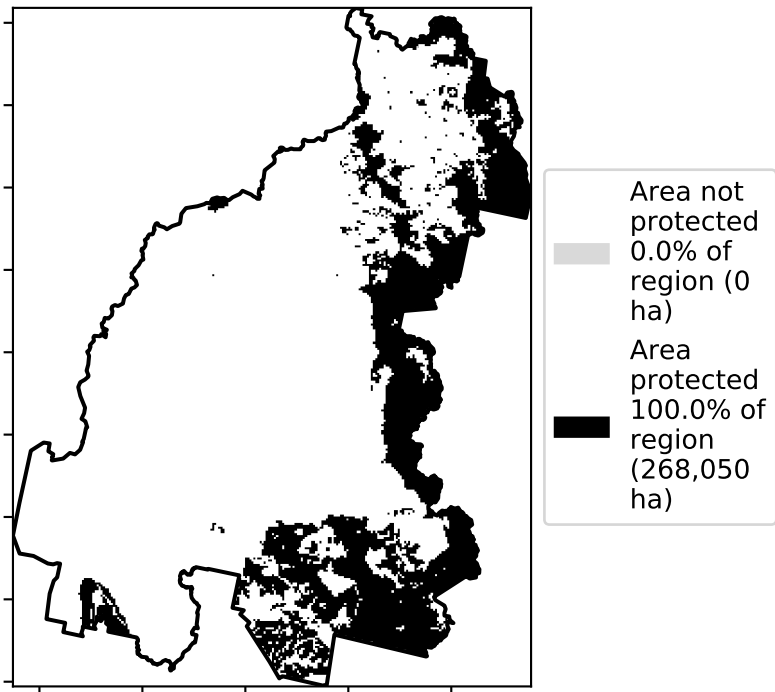 Area not
protected
0.0% of
region (0
ha)
Area
protected
100.0% of
region
(268,050
ha)